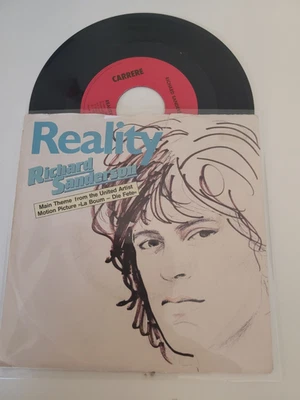 CARRERE
Reality
Richard
Sanderson
Main Theme from the United Artist
Motion Picture «La Boum – Die Fete»